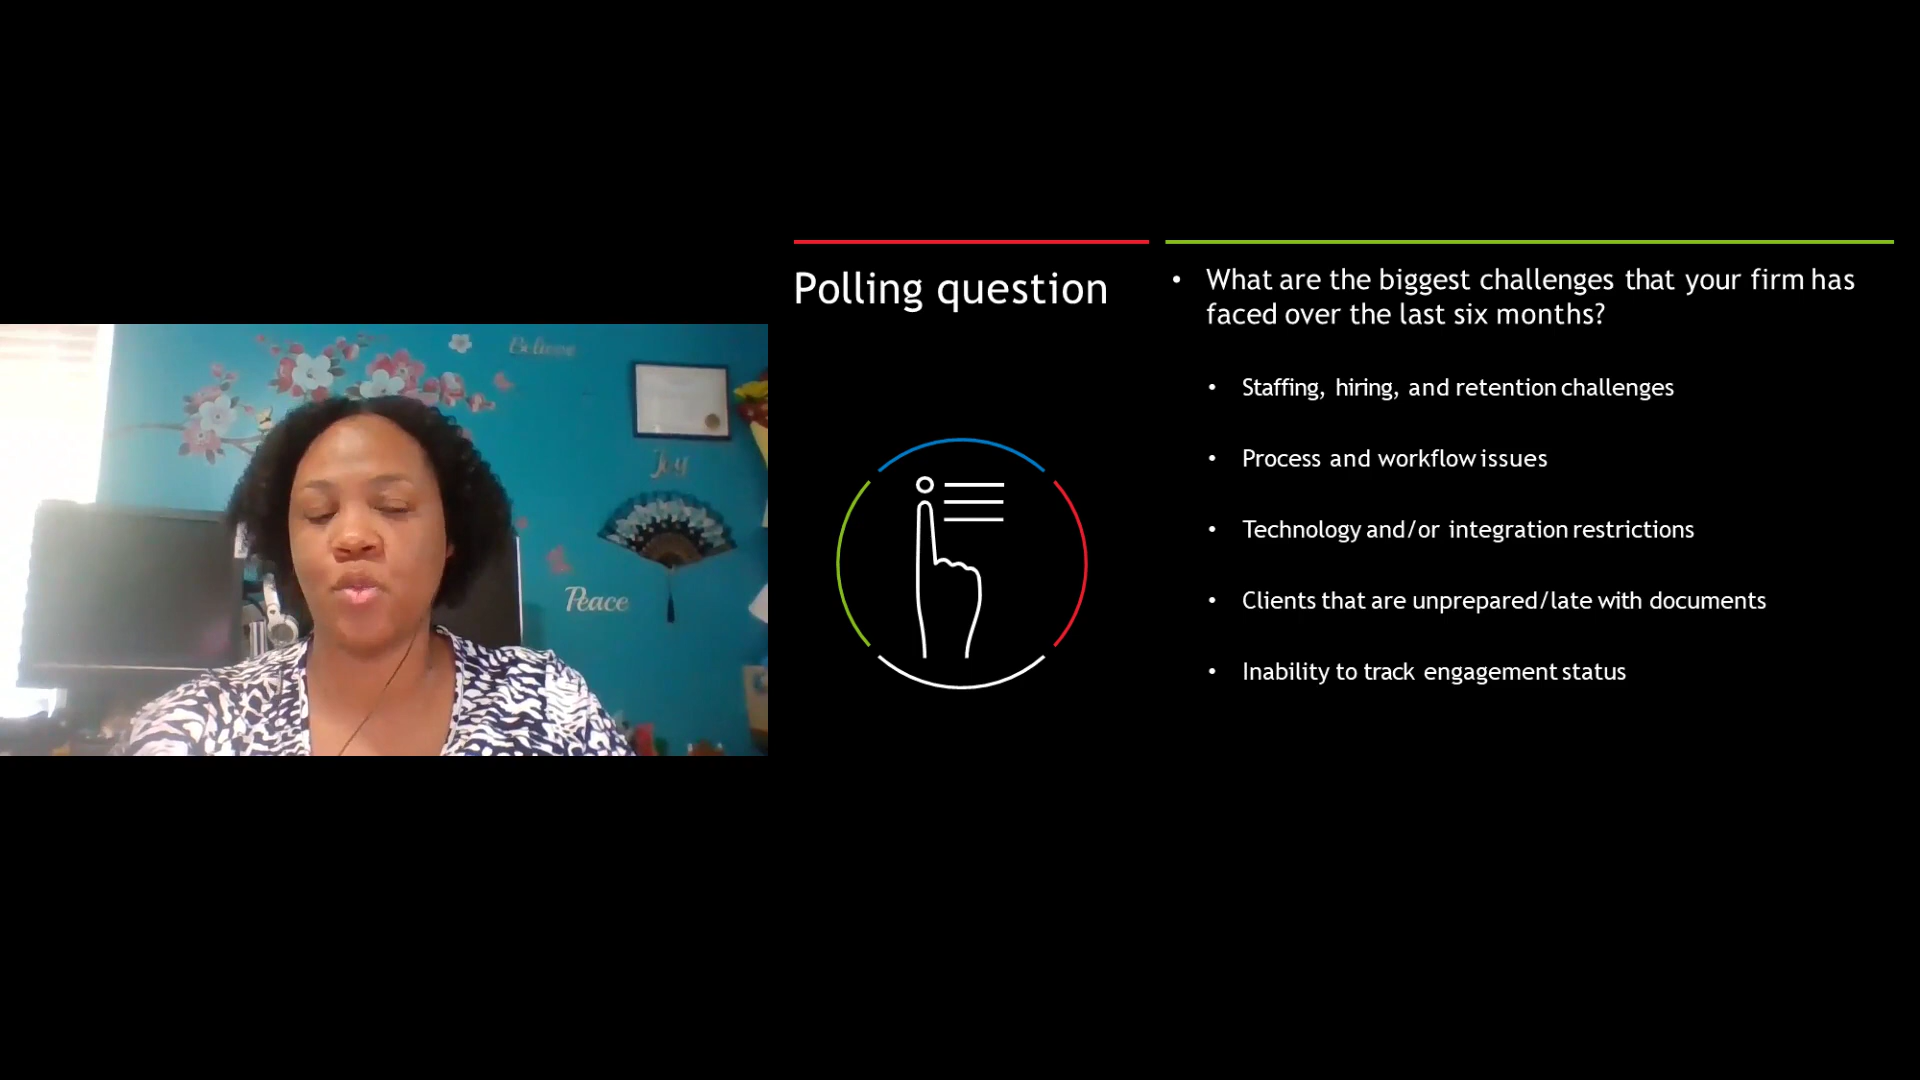 Believe
Joy
Peace
Polling question
• What are the biggest challenges that your firm has
faced over the last six months?
• Staffing, hiring, and retention challenges
• Process and workflow issues
• Technology and/or integration restrictions
• Clients that are unprepared/late with documents
• Inability to track engagement status